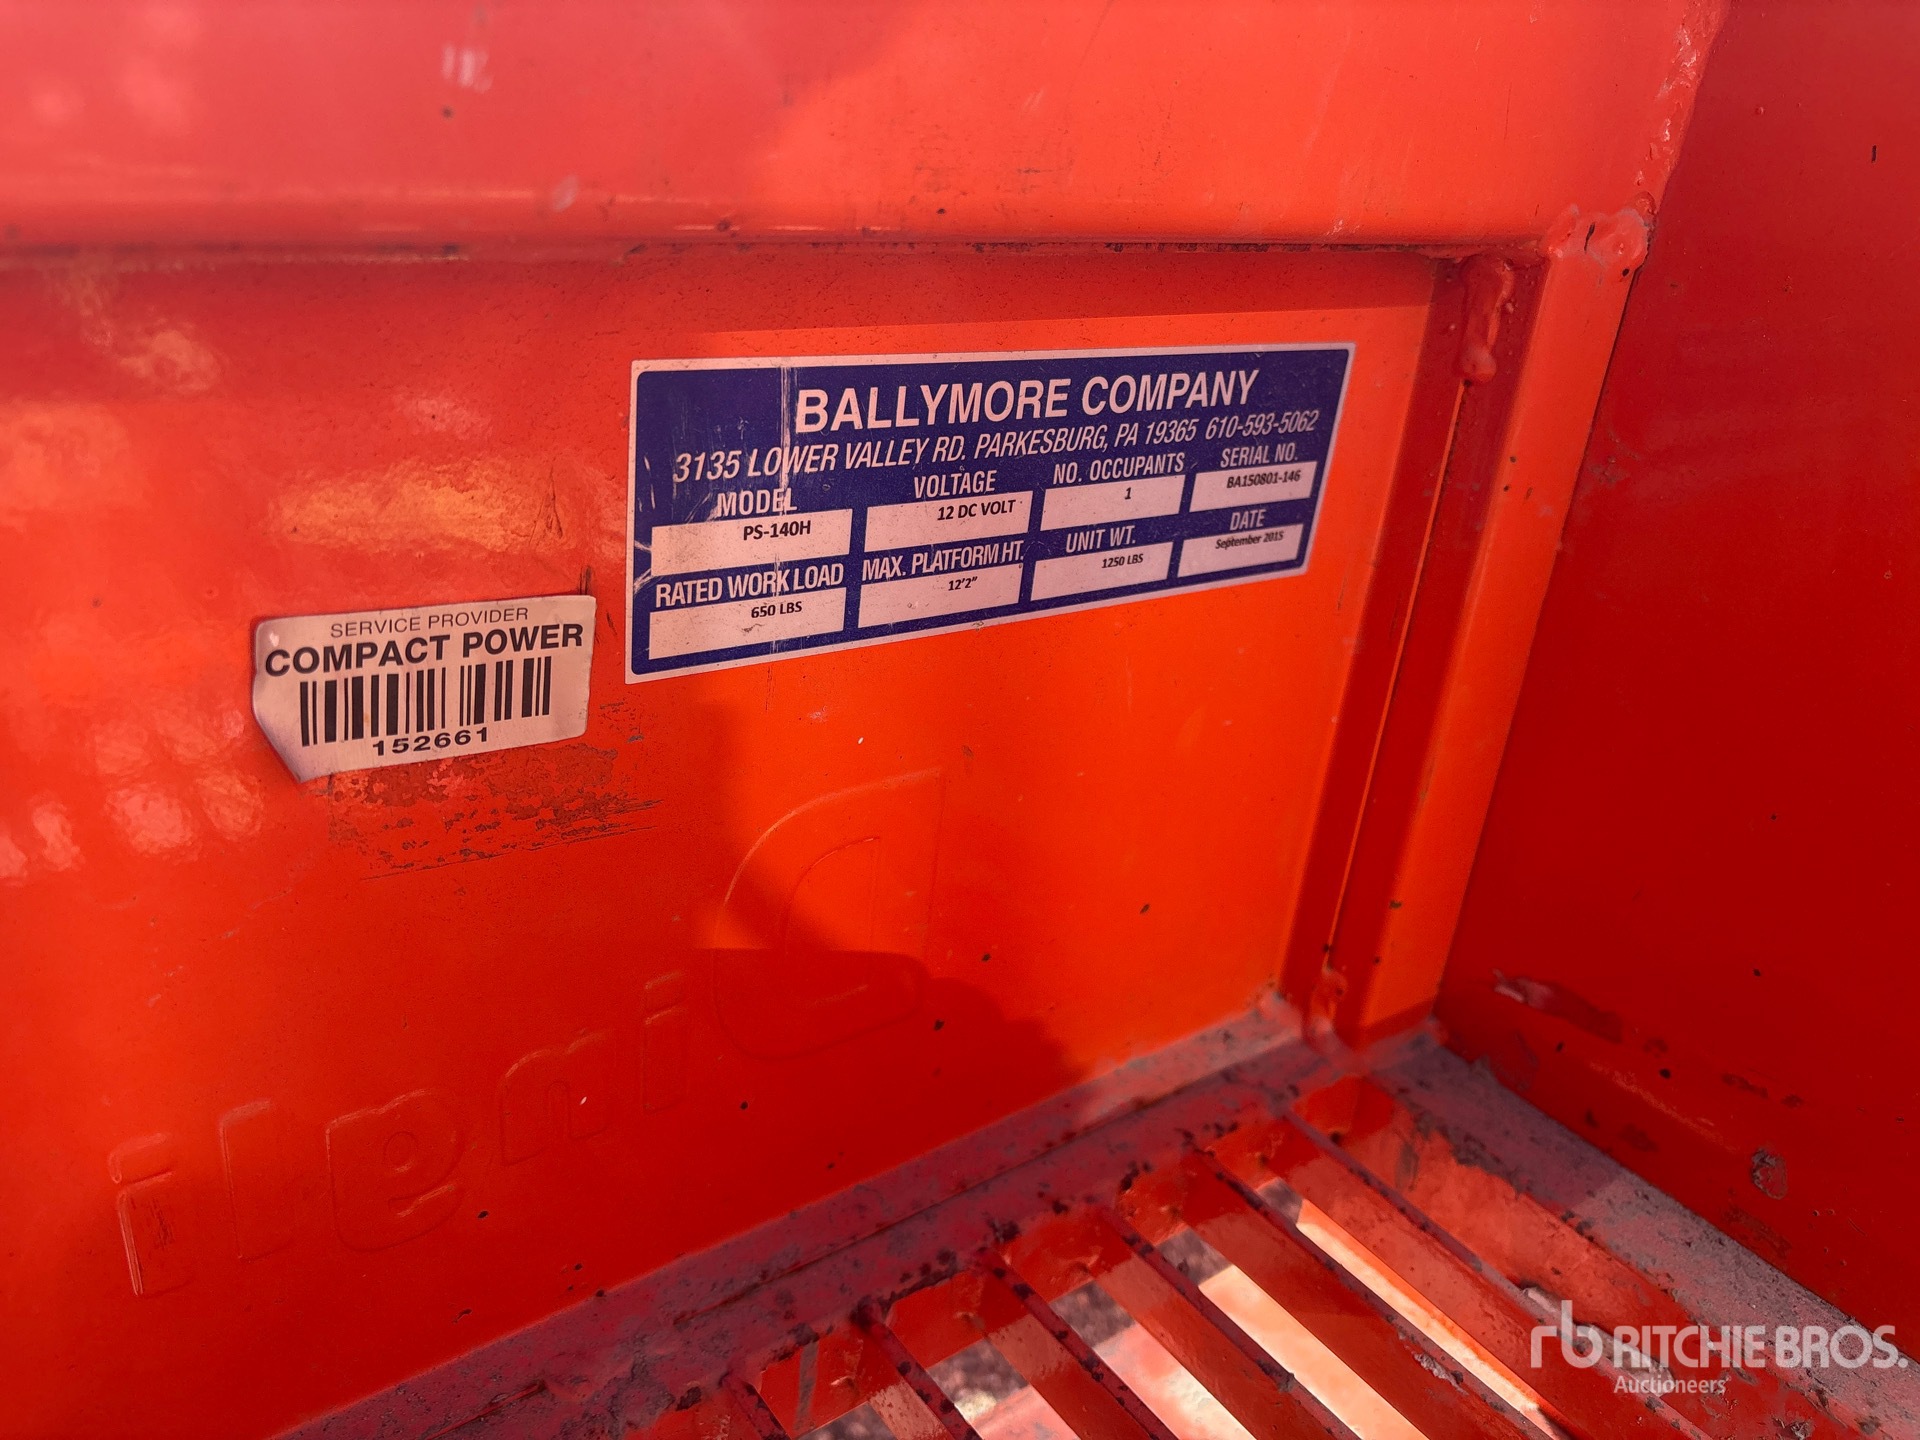 BALLYMORE COMPANY
3135 LOWER VALLEY RD. PARKESBURG, PA 19365 610-593-5062
MODEL VOLTAGE NO. OCCUPANTS SERIAL NO.
PS-140H 12 DC VOLT 1 BA150801-146
RATED WORK LOAD MAX. PLATFORM HT. UNIT WT. DATE
650 LBS 12'2" 1250 LBS September 2015
SERVICE PROVIDER
COMPACT POWER
152661
RITCHIE BROS.
Auctioneers